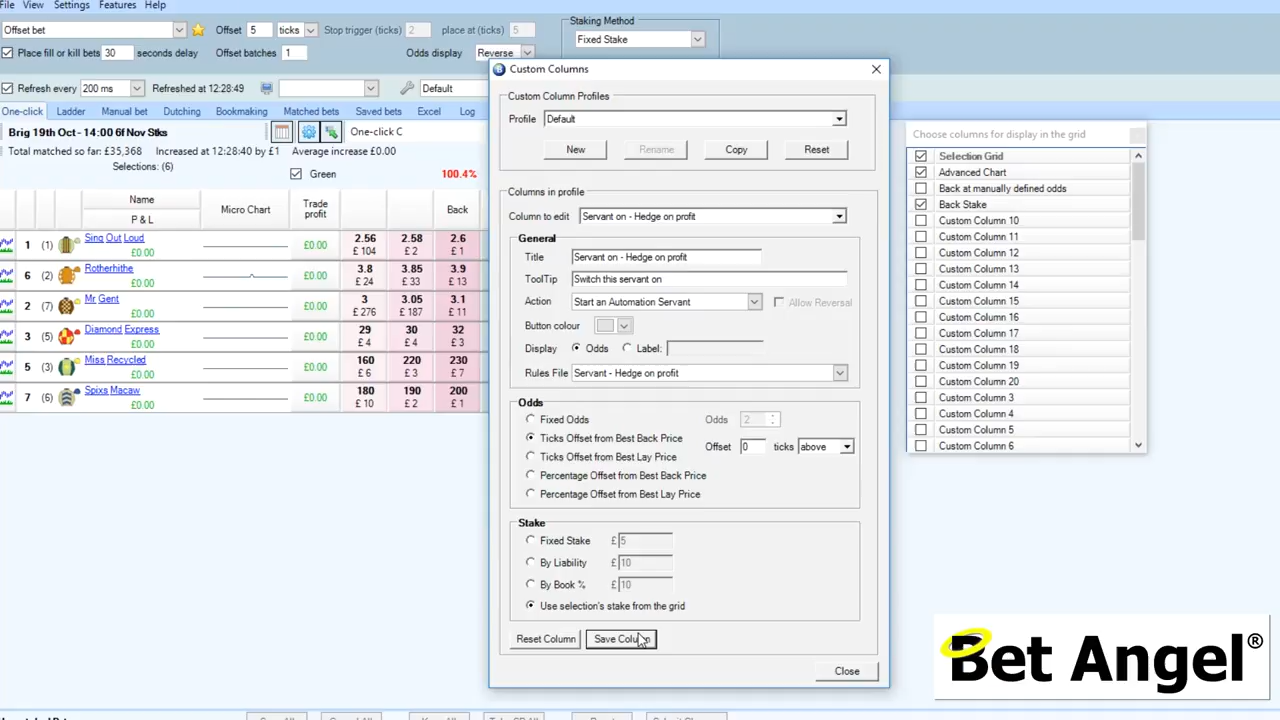 File View Settings Features Help
Offset bet Offset 5 ticks Stop trigger (ticks) 2 place at (ticks) 5
Staking Method
Fixed Stake
Place fill or kill bets 30 seconds delay Offset batches 1 Odds display Reverse
Refresh every 200 ms Refreshed at 12:28:49 Default
One-click Ladder Manual bet Dutching Bookmaking Matched bets Saved bets Excel Log
Brig 19th Oct - 14:00 6f Nov Stks One-click C
Total matched so far: £35,368 Increased at 12:28:40 by £1 Average increase £0.00
Selections: (6) Green 100.4%
Name
P & L
Micro Chart
Trade profit
Back
1 (1) Sing Out Loud £0.00 £0.00 2.56 £ 104 2.58 £ 2 2.6 £ 1
6 (2) Rotherhithe £0.00 £0.00 3.8 £ 24 3.85 £ 33 3.9 £ 13
2 (7) Mr Gent £0.00 £0.00 3 £ 276 3.05 £ 187 3.1 £ 11
3 (5) Diamond Express £0.00 £0.00 29 £ 4 30 £ 4 32 £ 3
5 (3) Miss Recycled £0.00 £0.00 160 £ 6 220 £ 3 230 £ 7
7 (6) Spixs Macaw £0.00 £0.00 180 £ 10 190 £ 2 200 £ 1
Custom Columns
Custom Column Profiles
Profile Default
New Rename Copy Reset
Columns in profile
Column to edit Servant on - Hedge on profit
General
Title Servant on - Hedge on profit
ToolTip Switch this servant on
Action Start an Automation Servant Allow Reversal
Button colour
Display Odds Label:
Rules File Servant - Hedge on profit
Odds
Fixed Odds Odds 2
Ticks Offset from Best Back Price
Offset 0 ticks above
Ticks Offset from Best Lay Price
Percentage Offset from Best Back Price
Percentage Offset from Best Lay Price
Stake
Fixed Stake £ 5
By Liability £ 10
By Book % £ 10
Use selection's stake from the grid
Reset Column Save Column
Close
Choose columns for display in the grid
Selection Grid
Advanced Chart
Back at manually defined odds
Back Stake
Custom Column 10
Custom Column 11
Custom Column 12
Custom Column 13
Custom Column 14
Custom Column 15
Custom Column 16
Custom Column 17
Custom Column 18
Custom Column 19
Custom Column 20
Custom Column 3
Custom Column 4
Custom Column 5
Custom Column 6
Bet Angel®